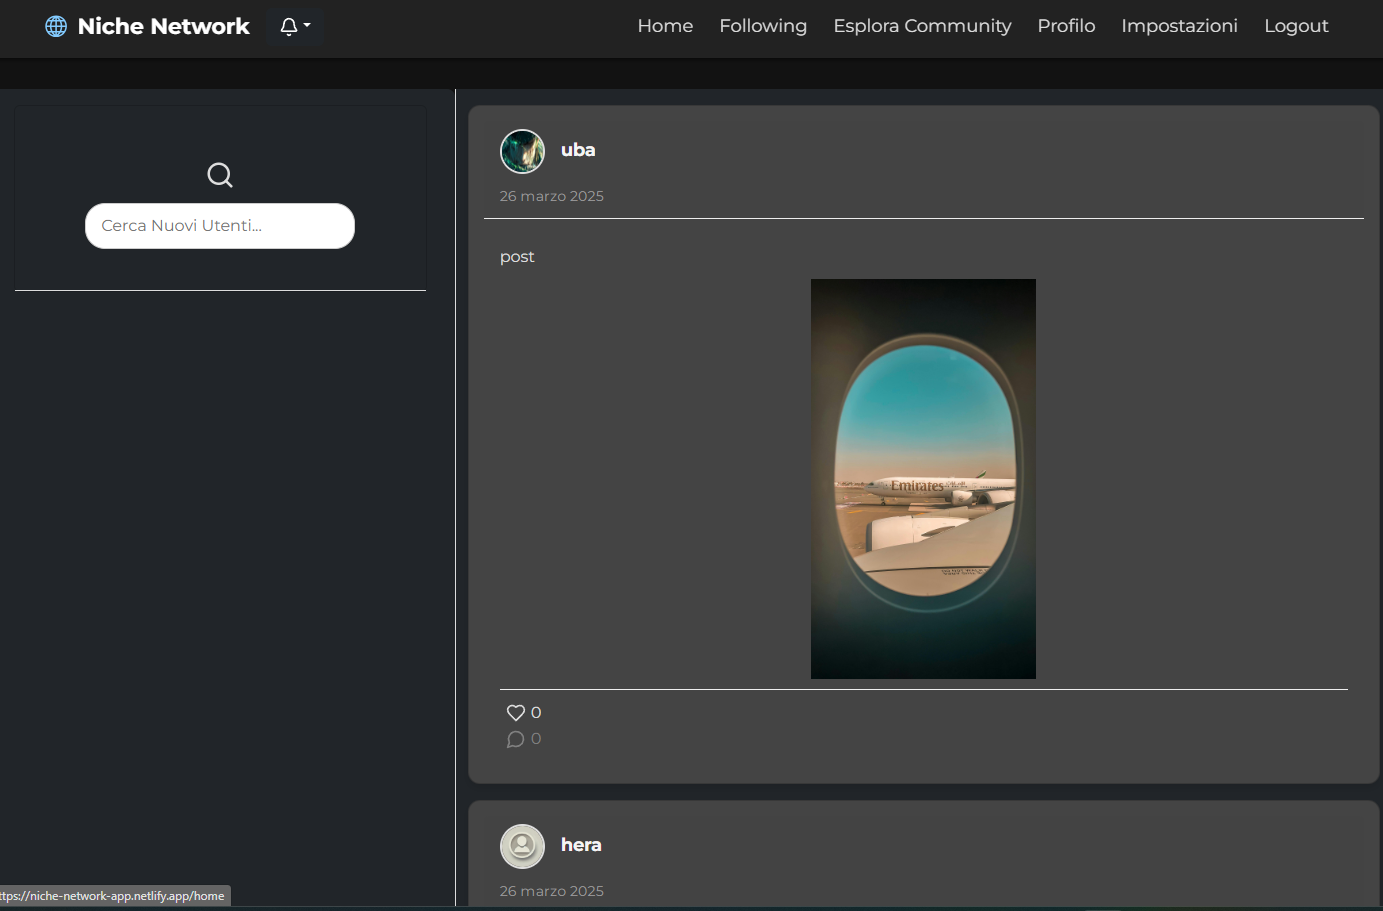 Niche Network
Home Following Esplora Community Profilo Impostazioni Logout
Cerca Nuovi Utenti...
uba
26 marzo 2025
post
Emirates
0
0
hera
26 marzo 2025
ttps://niche-network-app.netlify.app/home